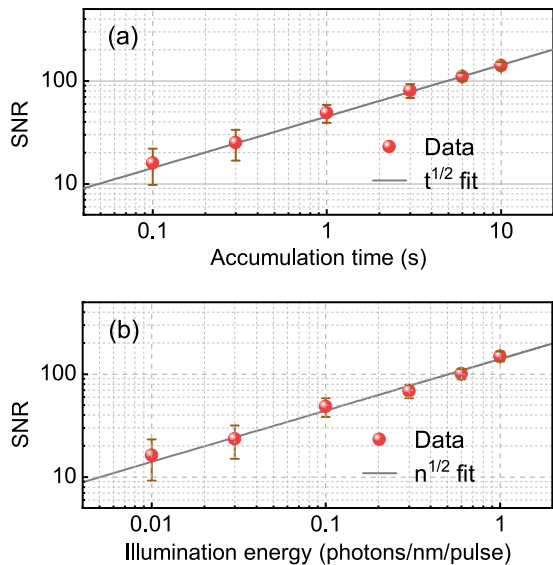 (a)
SNR
100
10
Data
t^1/2 fit
0.1
1
10
Accumulation time (s)
(b)
SNR
100
10
Data
n^1/2 fit
0.01
0.1
1
Illumination energy (photons/nm/pulse)